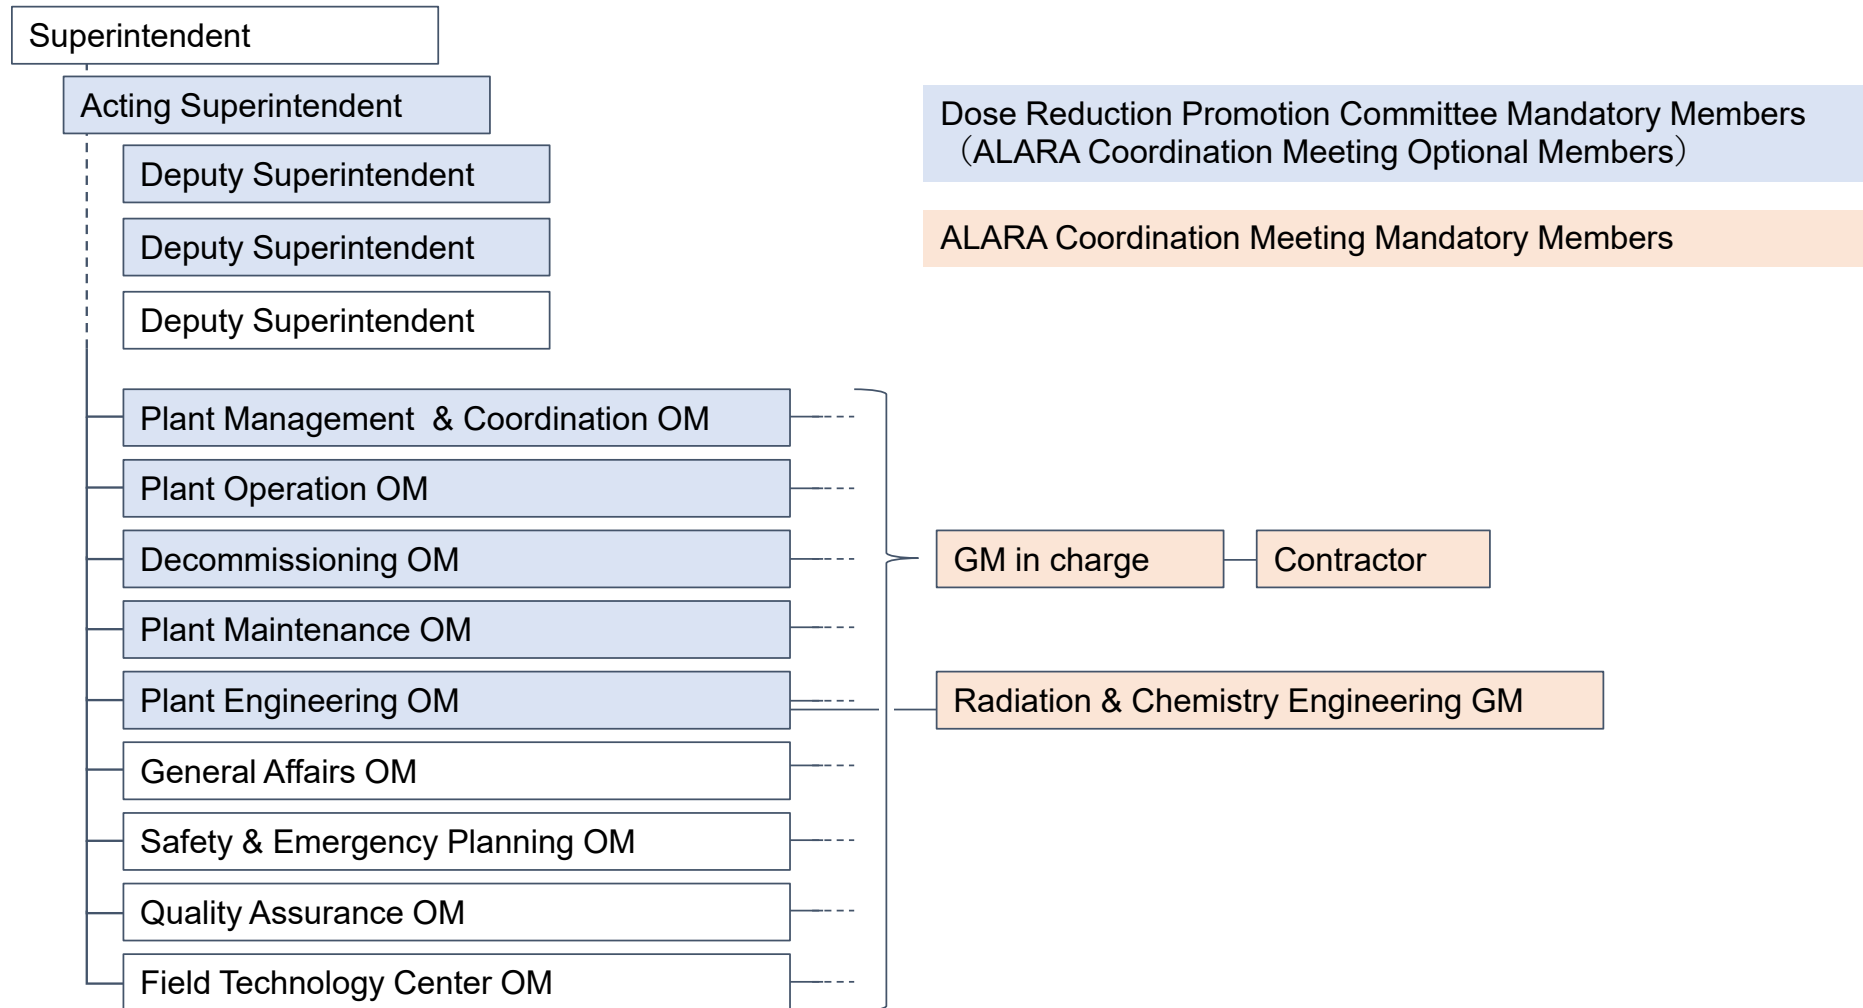 Superintendent
Acting Superintendent
Deputy Superintendent
Deputy Superintendent
Deputy Superintendent
Dose Reduction Promotion Committee Mandatory Members
（ALARA Coordination Meeting Optional Members）
ALARA Coordination Meeting Mandatory Members
Plant Management & Coordination OM
Plant Operation OM
Decommissioning OM
GM in charge
Contractor
Plant Maintenance OM
Plant Engineering OM
Radiation & Chemistry Engineering GM
General Affairs OM
Safety & Emergency Planning OM
Quality Assurance OM
Field Technology Center OM